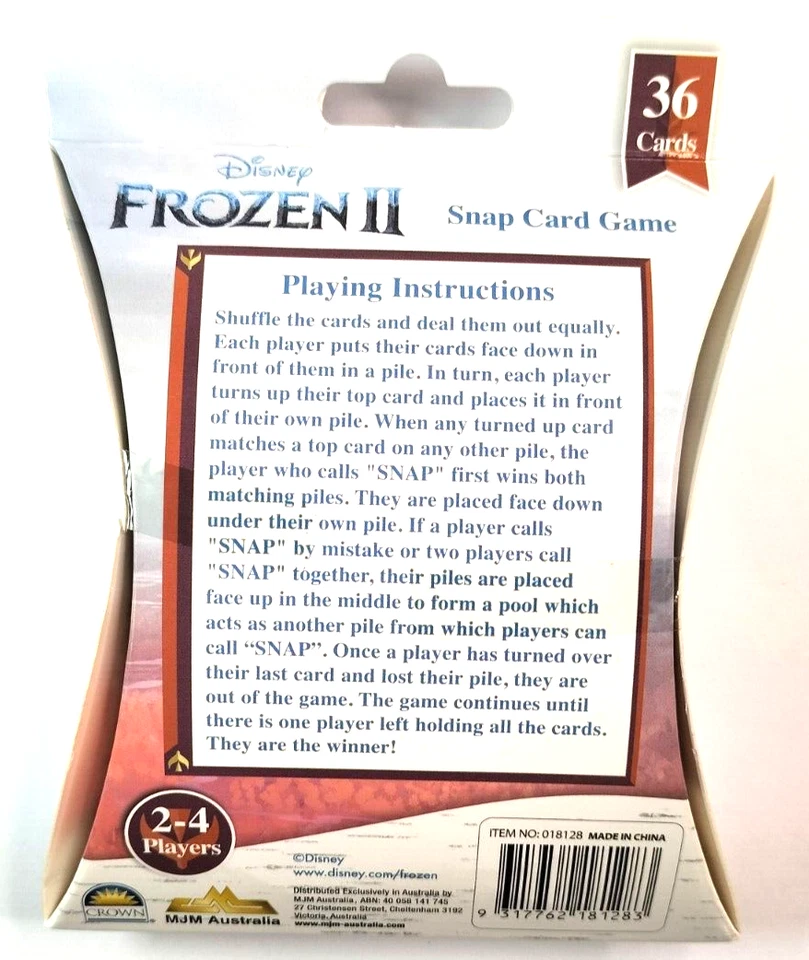 36
Cards
Disney
FROZEN II
Snap Card Game
Playing Instructions
Shuffle the cards and deal them out equally.
Each player puts their cards face down in
front of them in a pile. In turn, each player
turns up their top card and places it in front
of their own pile. When any turned up card
matches a top card on any other pile, the
player who calls "SNAP" first wins both
matching piles. They are placed face down
under their own pile. If a player calls
"SNAP" by mistake or two players call
"SNAP" together, their piles are placed
face up in the middle to form a pool which
acts as another pile from which players can
call “SNAP”. Once a player has turned over
their last card and lost their pile, they are
out of the game. The game continues until
there is one player left holding all the cards.
They are the winner!
2-4
Players
CROWN
MJM Australia
©Disney
www.disney.com/frozen
Distributed Exclusively in Australia by
MJM Australia, ABN: 40 058 141 745
27 Christensen Street, Cheltenham 3192
Victoria, Australia
www.mjm-australia.com
ITEM NO: 018128 MADE IN CHINA
9 317762 181283